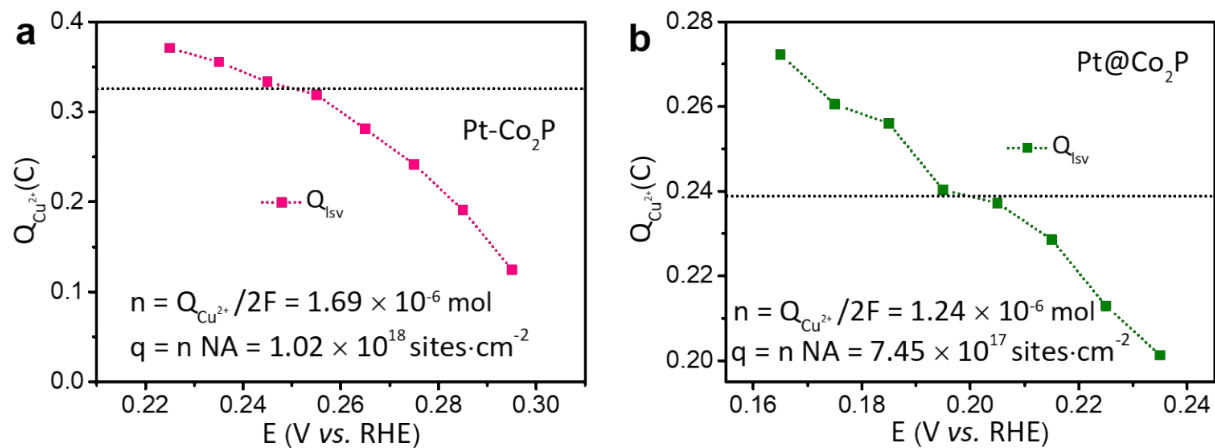 a
Q_Cu²⁺(C)
0.4
0.3
0.2
0.1
0.0
Pt-Co₂P
Q_lsv
n = Q_Cu²⁺/2F = 1.69 × 10⁻⁶ mol
q = n NA = 1.02 × 10¹⁸ sites·cm⁻²
0.22 0.24 0.26 0.28 0.30
E (V vs. RHE)
b
Q_Cu²⁺(C)
0.28
0.26
0.24
0.22
0.20
Pt@Co₂P
Q_lsv
n = Q_Cu²⁺/2F = 1.24 × 10⁻⁶ mol
q = n NA = 7.45 × 10¹⁷ sites·cm⁻²
0.16 0.18 0.20 0.22 0.24
E (V vs. RHE)